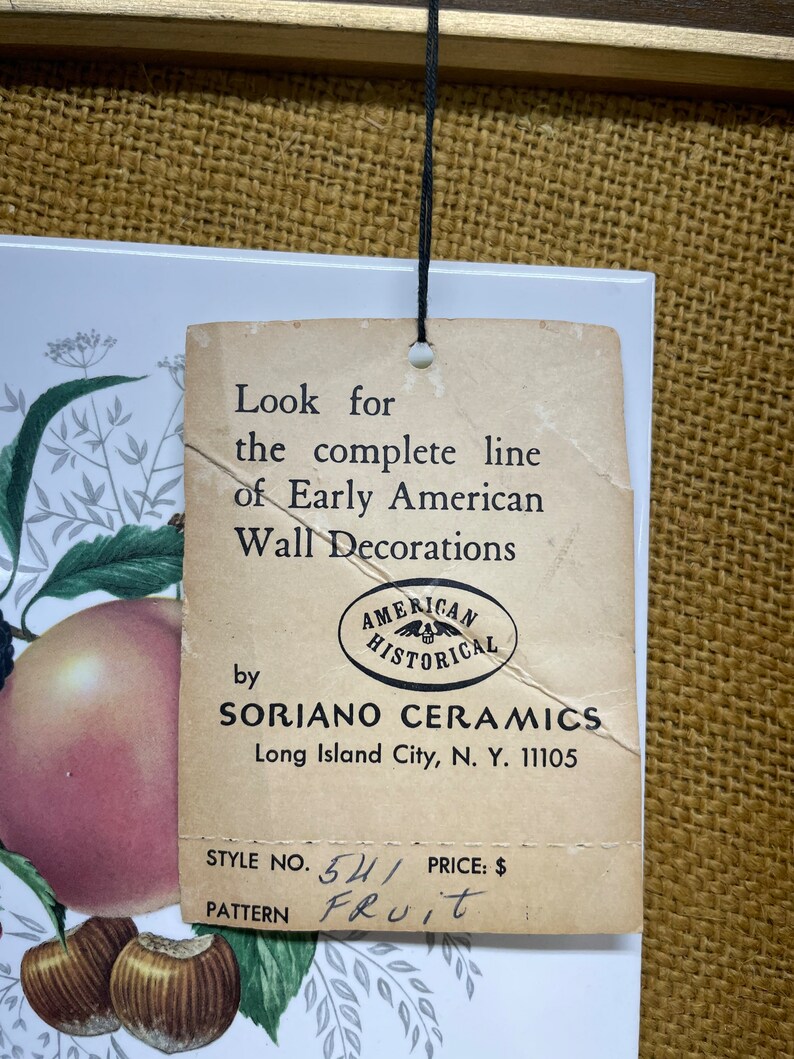 Look for
the complete line
of Early American
Wall Decorations
AMERICAN
HISTORICAL
by
SORIANO CERAMICS
Long Island City, N. Y. 11105
STYLE NO. 541 PRICE: $
PATTERN FRuit